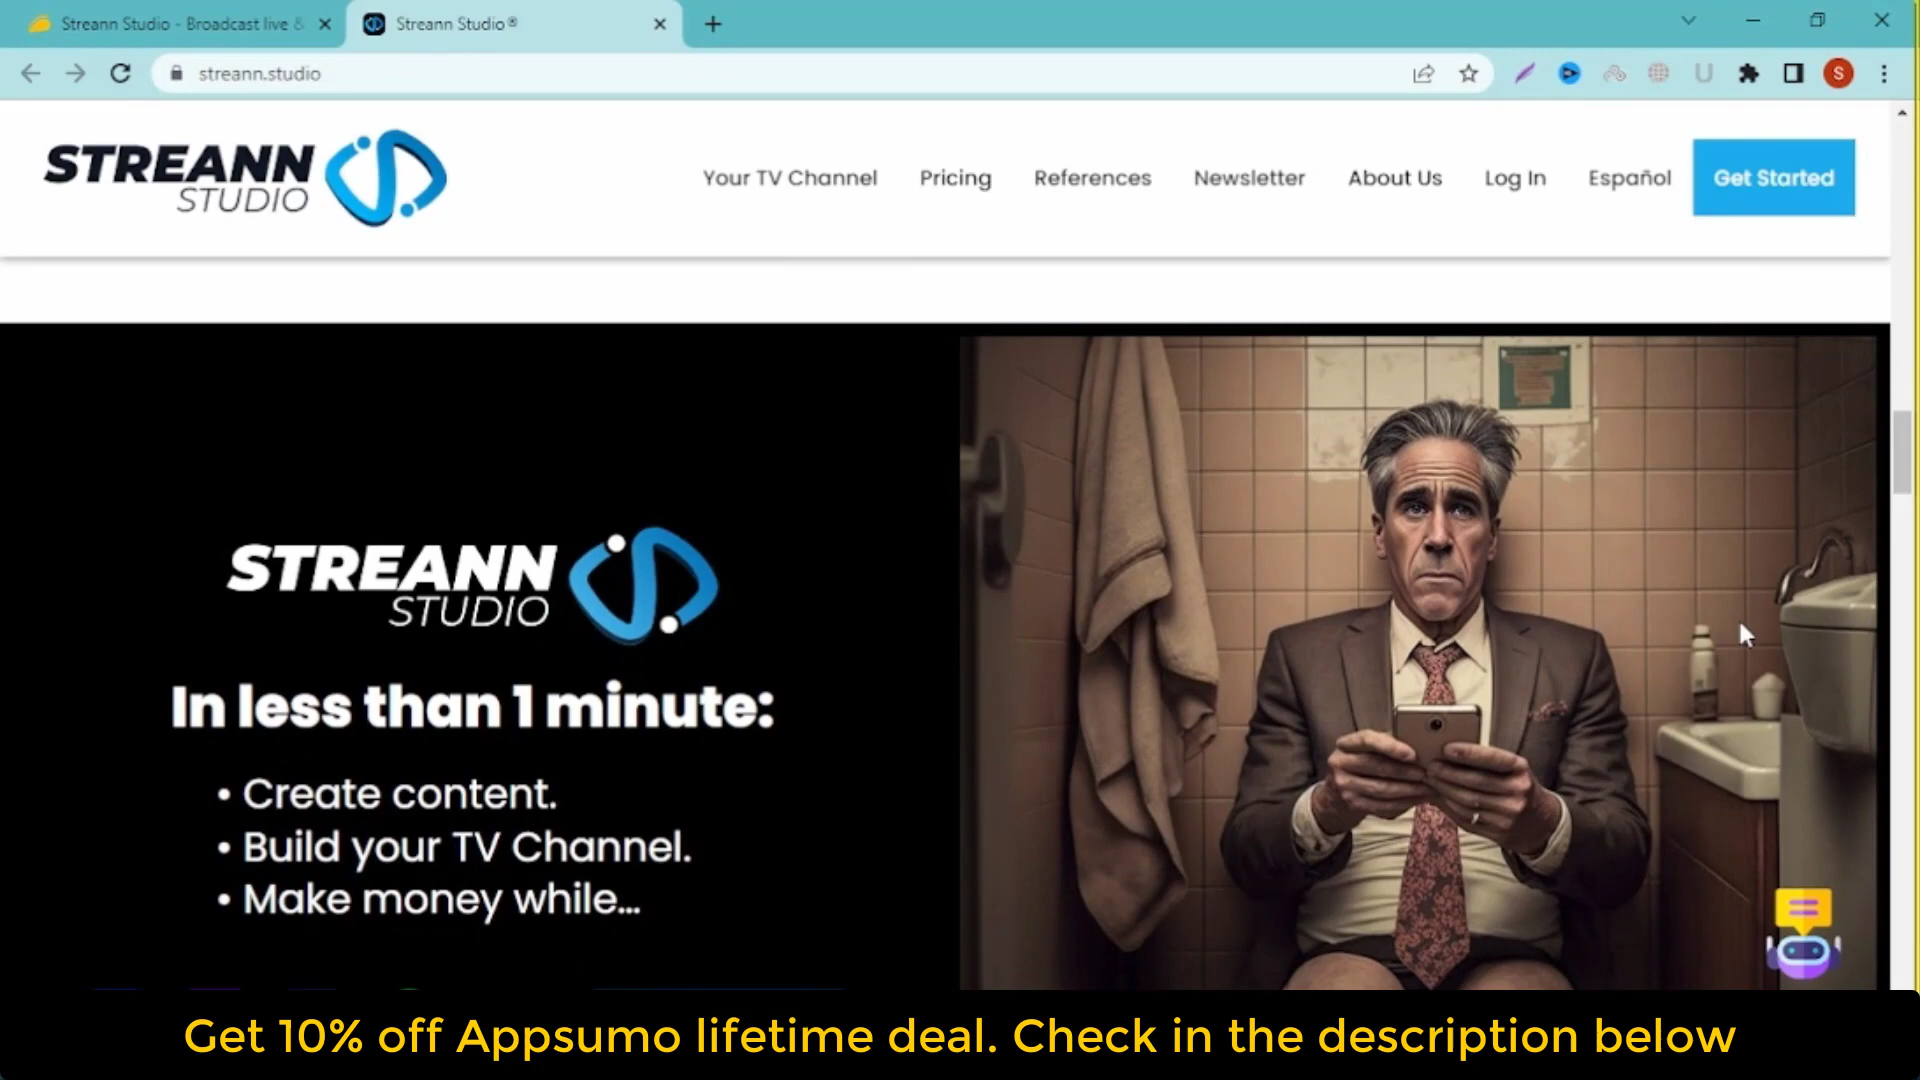 Streann Studio - Broadcast live &
Streann Studio®
streann.studio
S
STREANN
STUDIO
Your TV Channel
Pricing
References
Newsletter
About Us
Log In
Español
Get Started
STREANN
STUDIO
In less than 1 minute:
• Create content.
• Build your TV Channel.
• Make money while...
Get 10% off Appsumo lifetime deal. Check in the description below